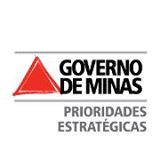 GOVERNO
DE MINAS
PRIORIDADES
ESTRATÉGICAS